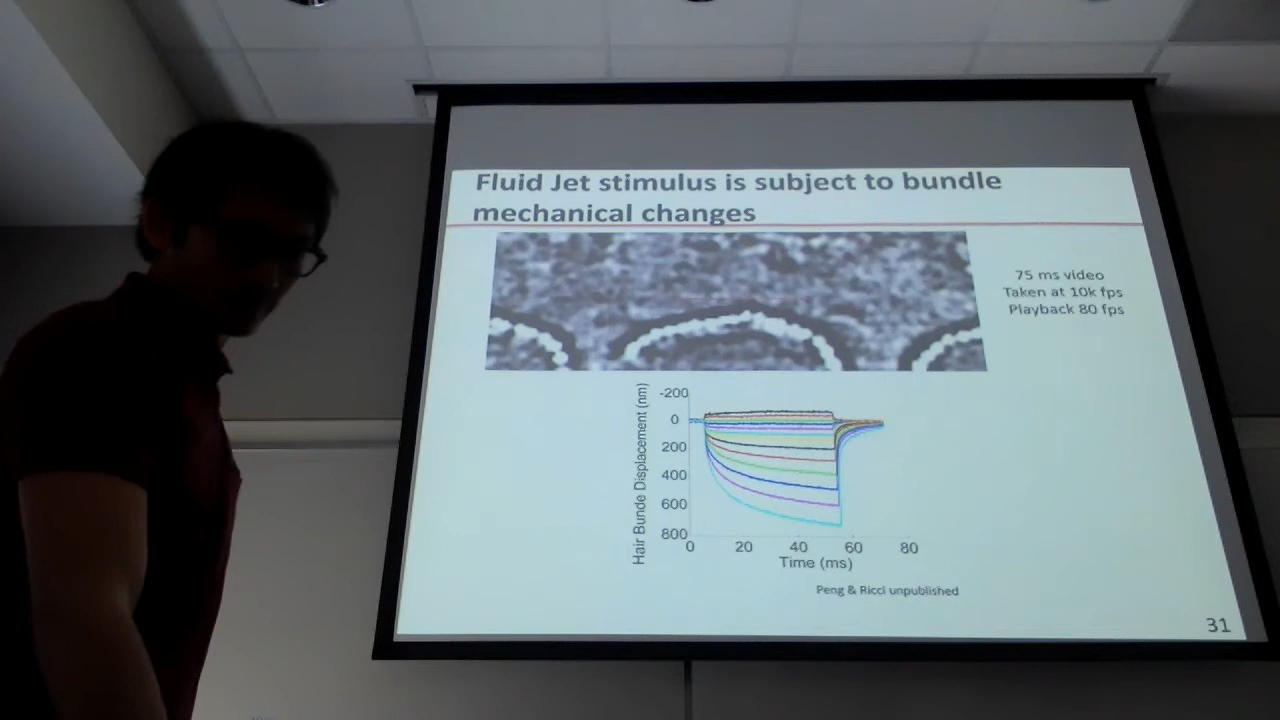 Fluid Jet stimulus is subject to bundle
mechanical changes
75 ms video
Taken at 10k fps
Playback 80 fps
Hair Bunde Displacement (nm)
-200
0
200
400
600
800
0
20
40
60
80
Time (ms)
Peng & Ricci unpublished
31